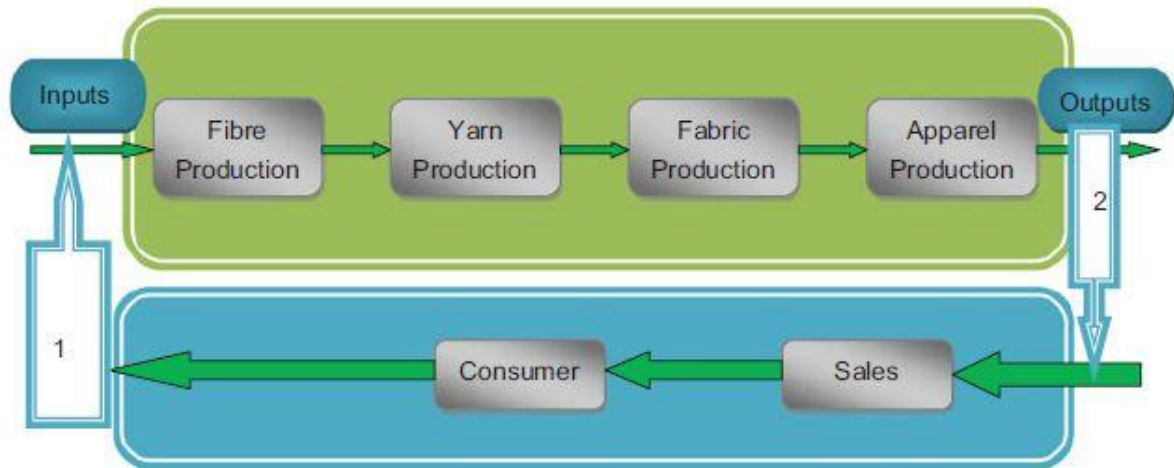 Inputs
Fibre
Production
Yarn
Production
Fabric
Production
Apparel
Production
Outputs
2
1
Consumer
Sales